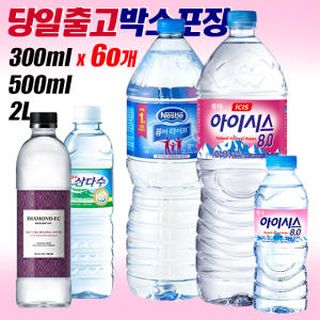 당일출고박스포장
300ml x 60개
500ml
2L
Nestlé
퓨어라이프
ICIS
아이시스
8.0
삼다수
DIAMOND EC
아이시스
8.0